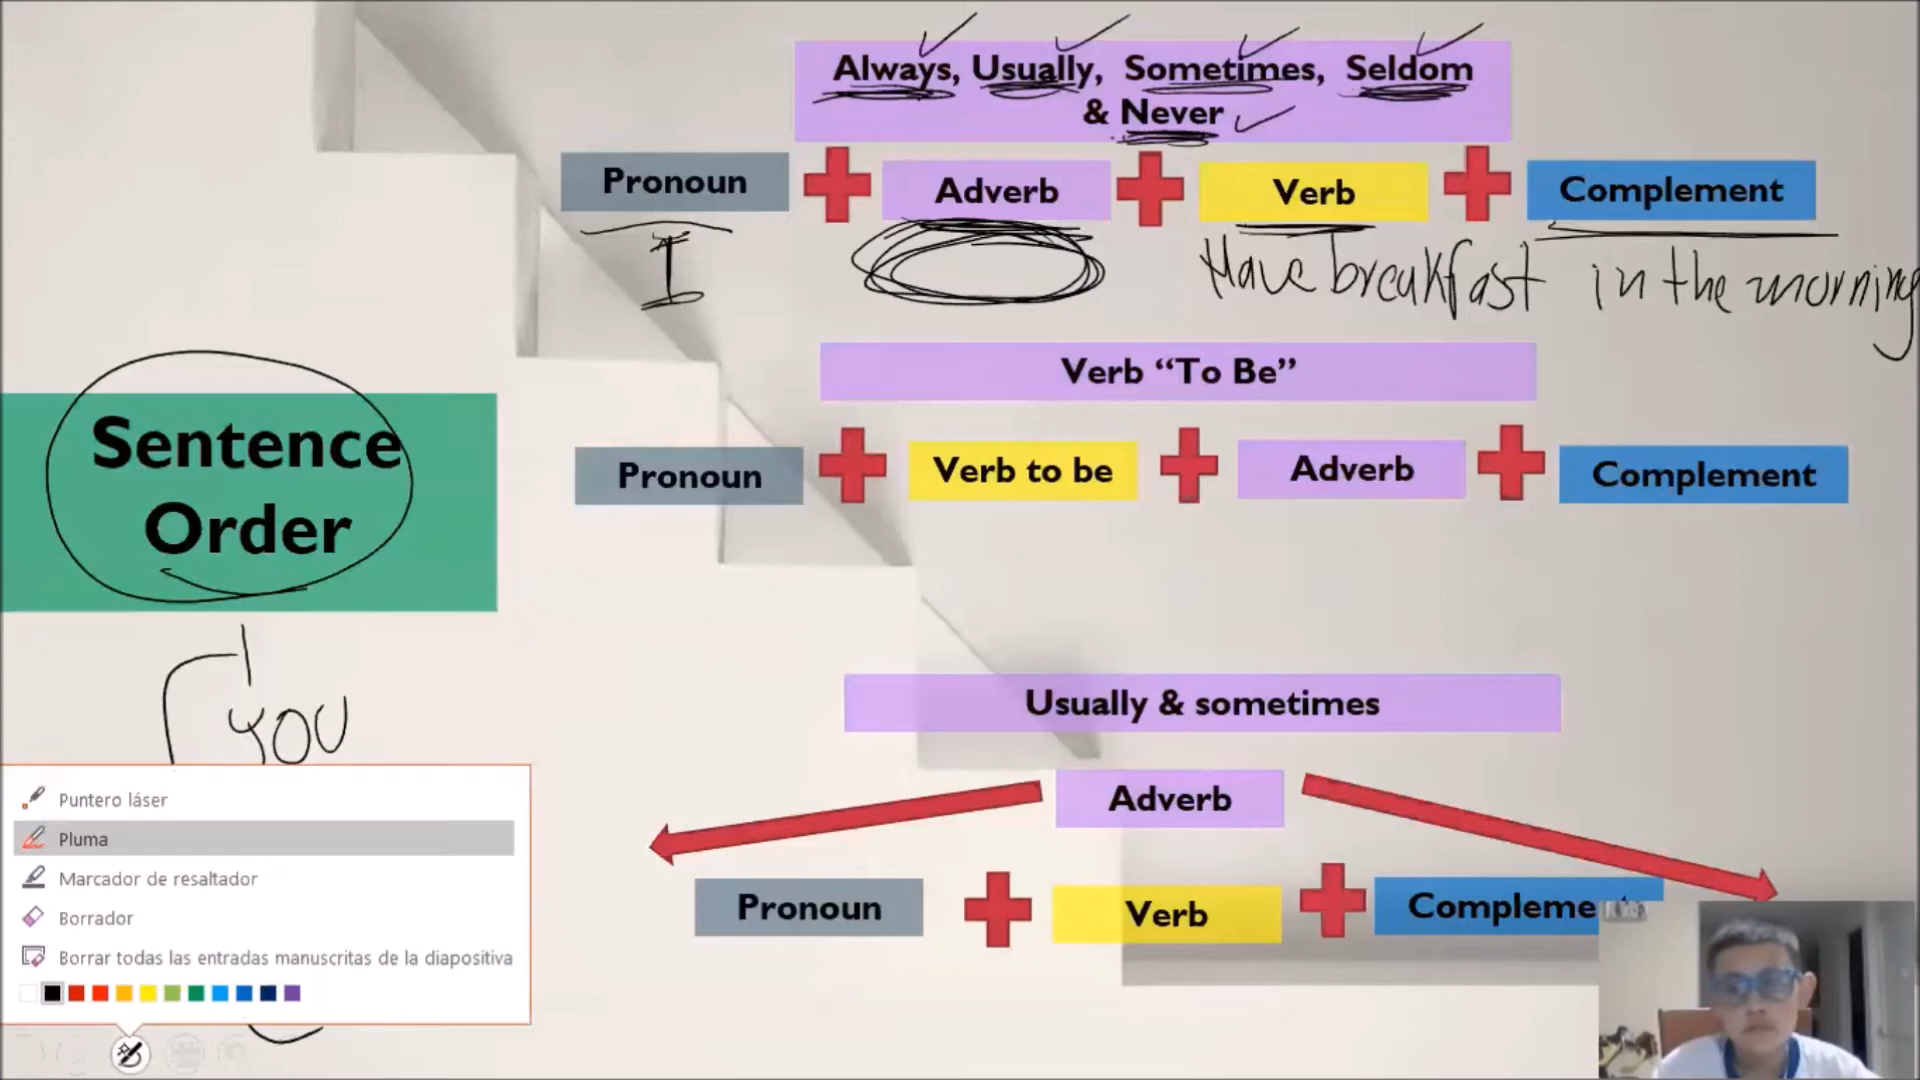 Always, Usually, Sometimes, Seldom
& Never
Pronoun Adverb Verb Complement
I Have breakfast in the morning
Verb “To Be”
Pronoun Verb to be Adverb Complement
Sentence
Order
YOU
Usually & sometimes
Adverb
Pronoun Verb Compleme
Puntero láser
Pluma
Marcador de resaltador
Borrador
Borrar todas las entradas manuscritas de la diapositiva